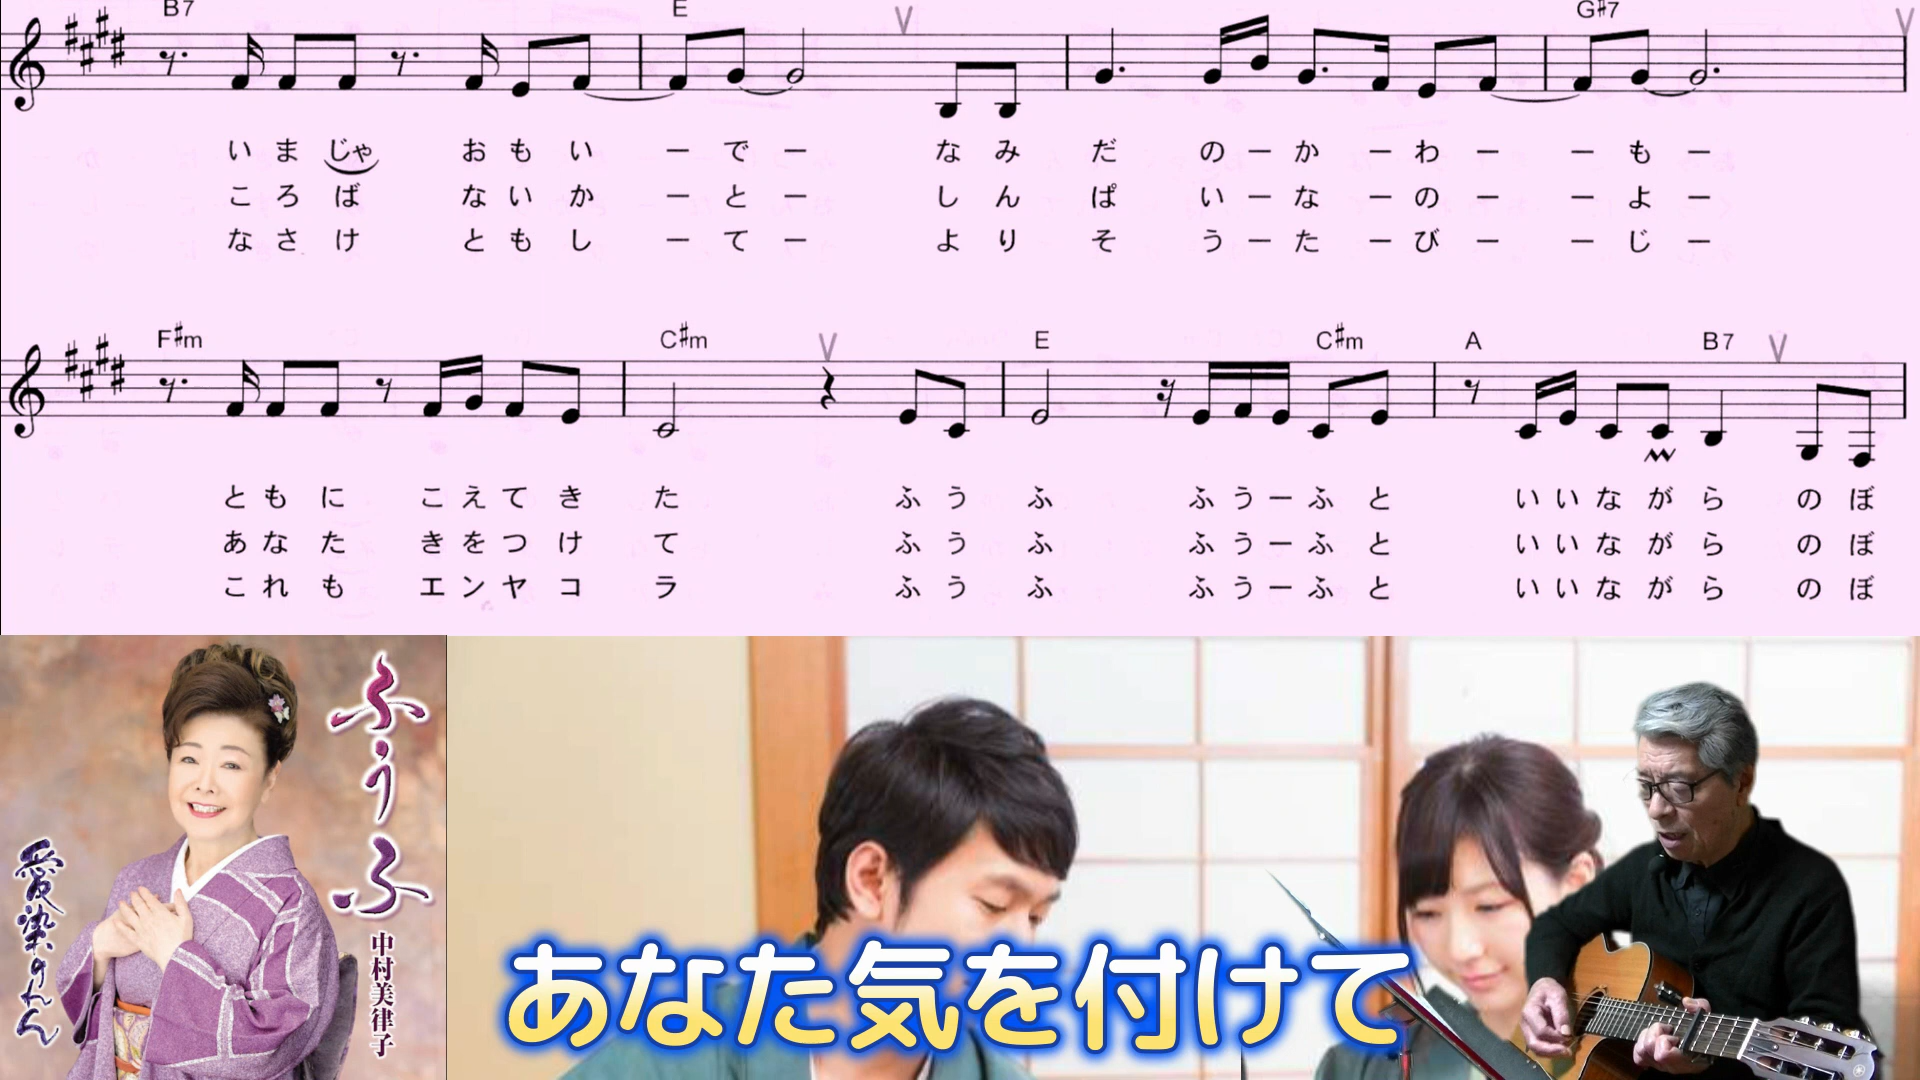 B7 E G#7
いまじゃ おもい ーでー なみ だ のーか ーわー ーもー
ころば ないか ーとー しん ぱ いーな ーのー ーよー
なさけ ともし ーてー より そ うーた ーびー ーじー
F#m C#m E C#m A B7
ともに こえてき た ふう ふ ふうーふと いいながら のぼ
あなた きをつけ て ふう ふ ふうーふと いいながら のぼ
これも エンヤコ ラ ふう ふ ふうーふと いいながら のぼ
ふうふ
中村美律子
愛染かれん
あなた気を付けて